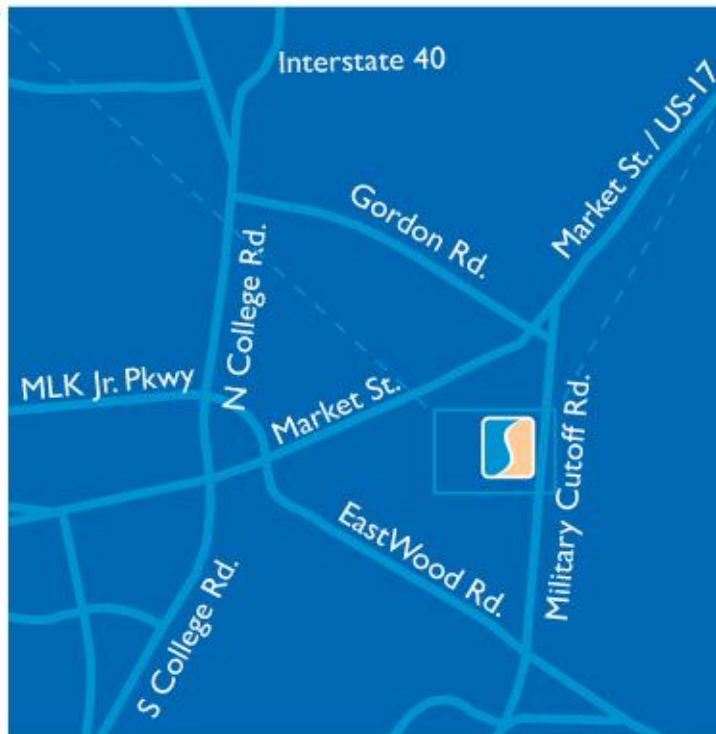 Interstate 40
Market St. / US-17
Gordon Rd.
N College Rd.
MLK Jr. Pkwy
Market St.
Military Cutoff Rd.
EastWood Rd.
S College Rd.